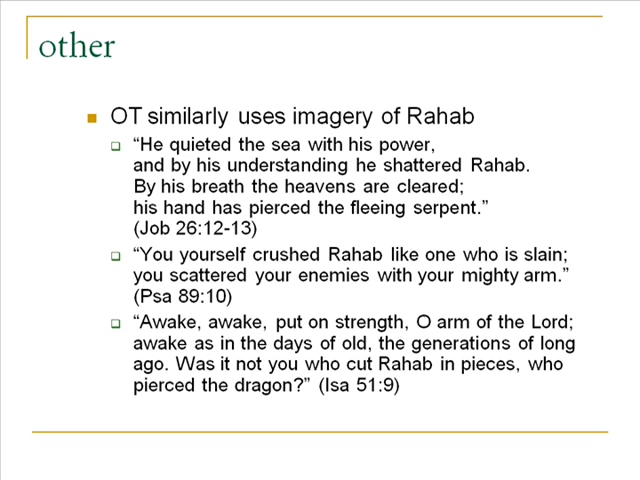 other
OT similarly uses imagery of Rahab
“He quieted the sea with his power,
and by his understanding he shattered Rahab.
By his breath the heavens are cleared;
his hand has pierced the fleeing serpent.”
(Job 26:12-13)
“You yourself crushed Rahab like one who is slain;
you scattered your enemies with your mighty arm.”
(Psa 89:10)
“Awake, awake, put on strength, O arm of the Lord;
awake as in the days of old, the generations of long
ago. Was it not you who cut Rahab in pieces, who
pierced the dragon?” (Isa 51:9)